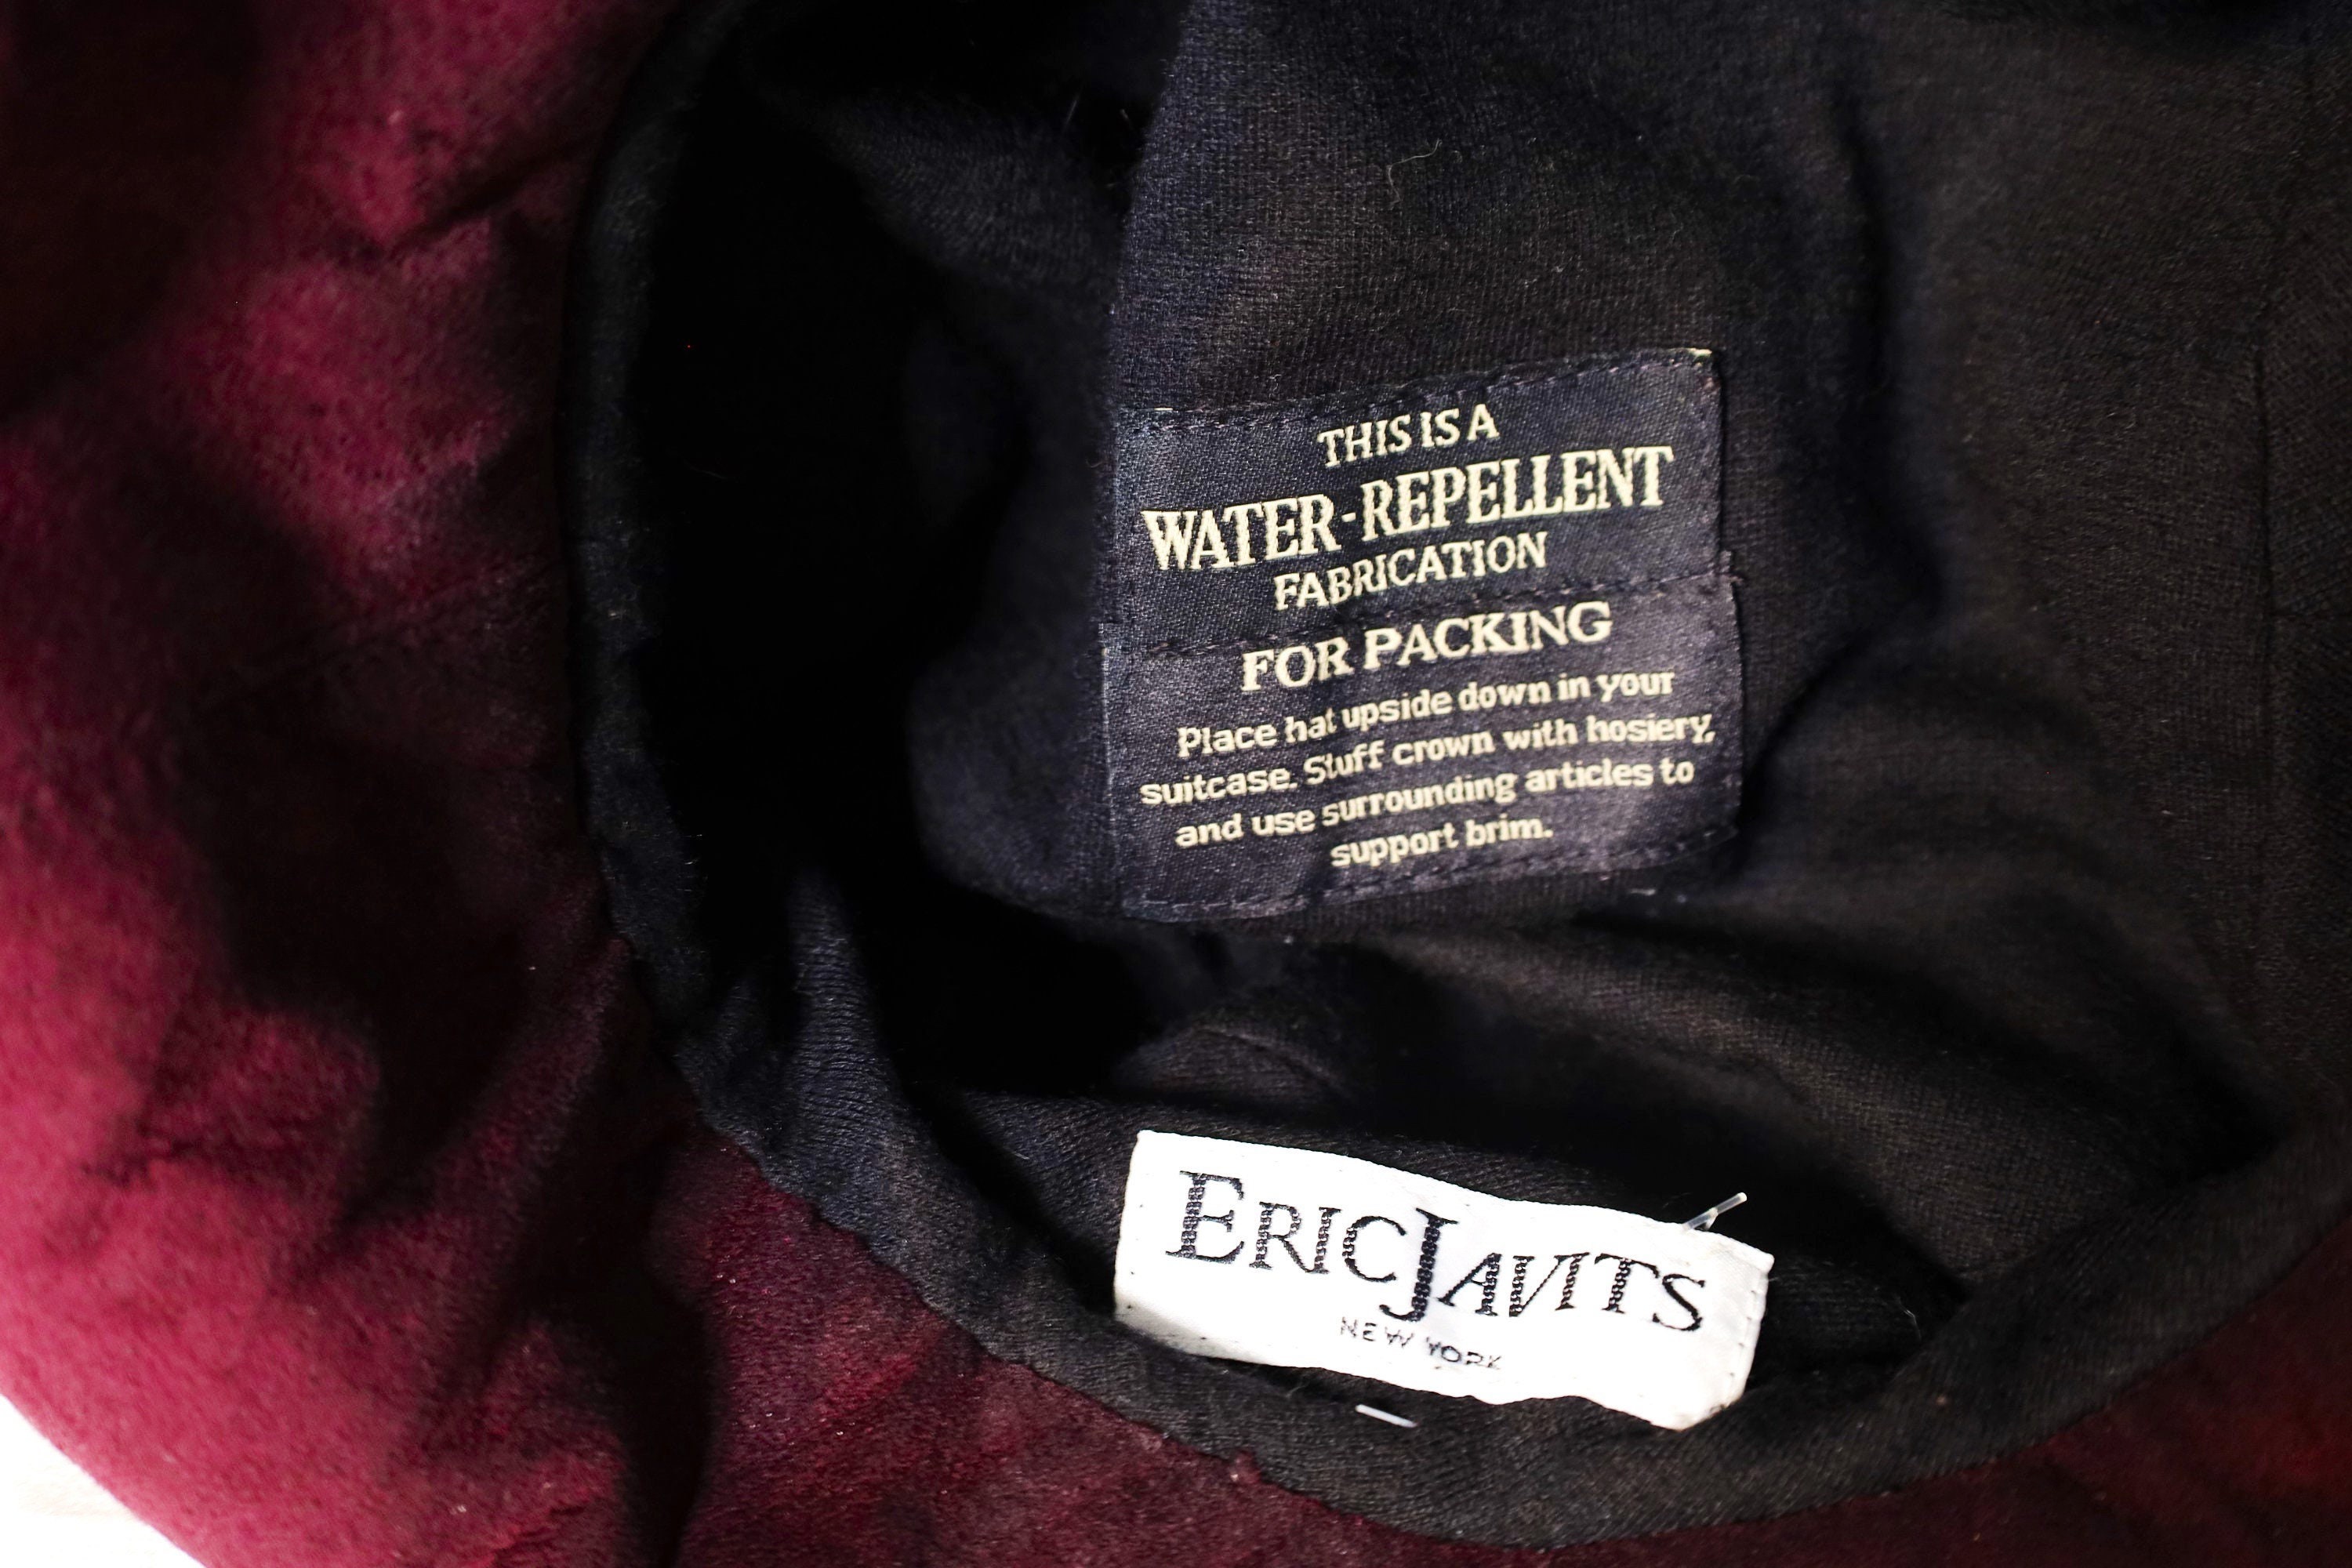 THIS IS A
WATER-REPELLENT
FABRICATION
FOR PACKING
Place hat upside down in your
suitcase. Stuff crown with hosiery,
and use surrounding articles to
support brim.
ERIC JAVITS
NEW YORK